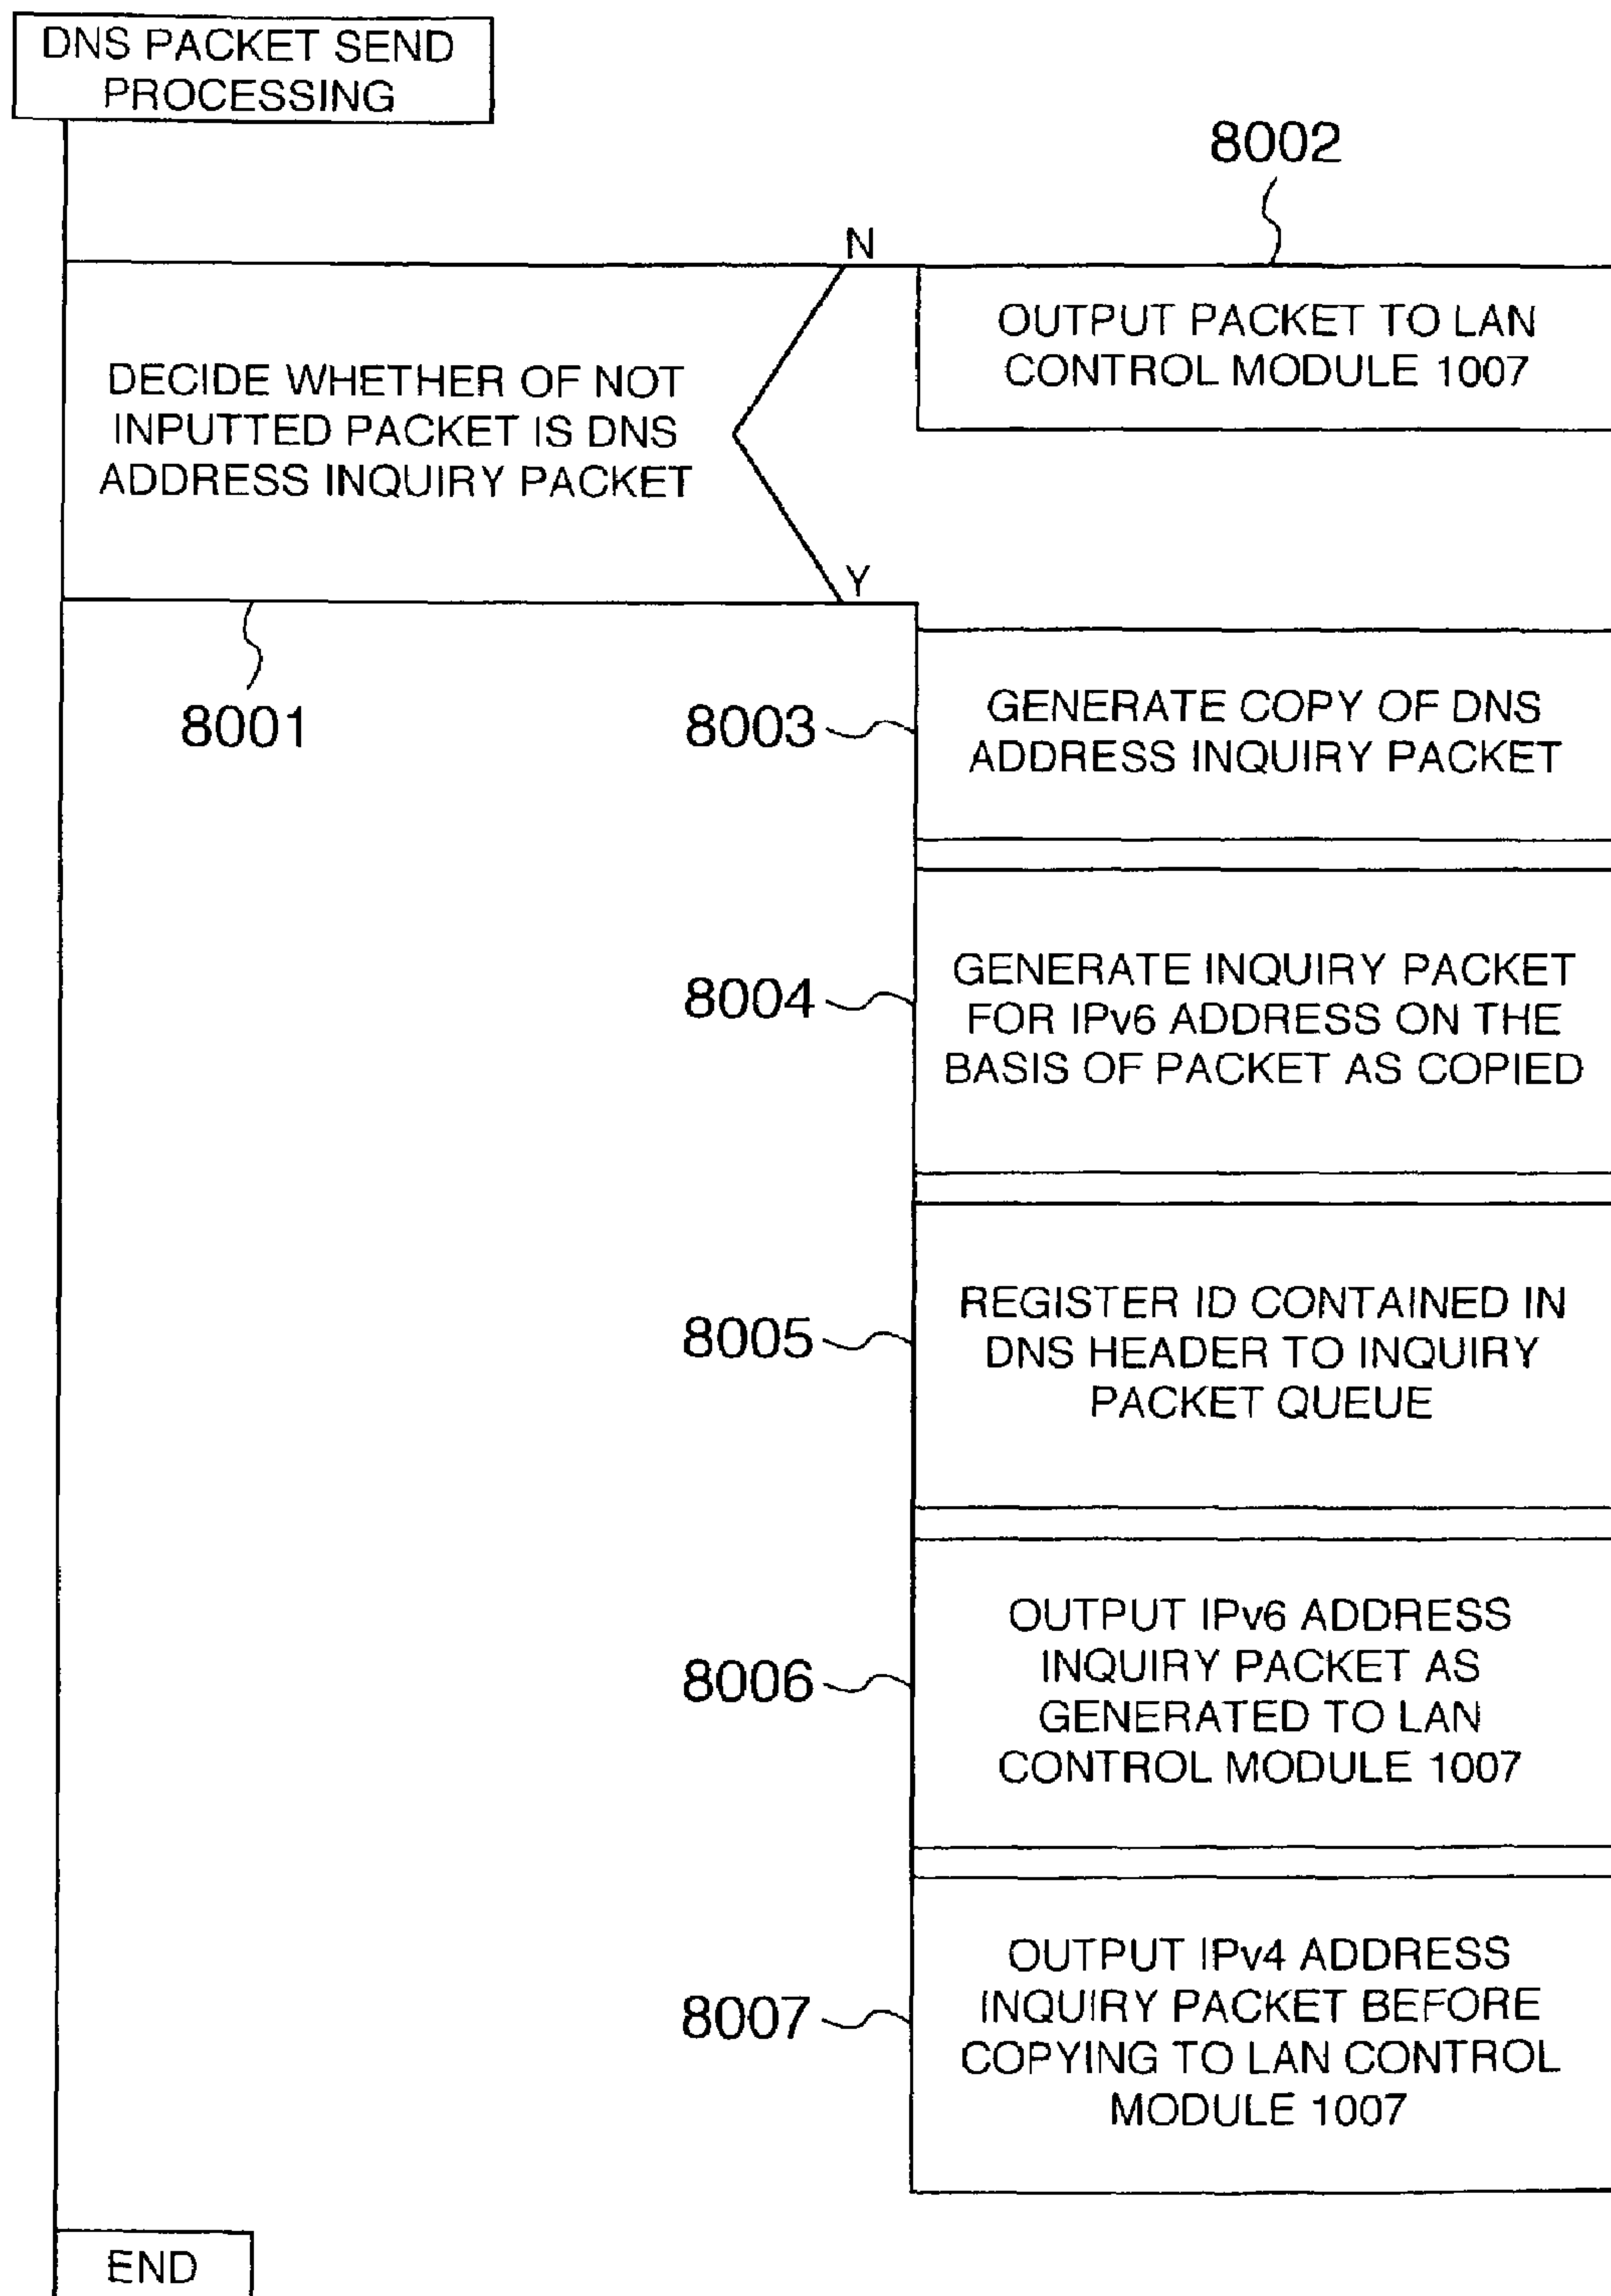 DNS PACKET SEND
PROCESSING
8002
N
OUTPUT PACKET TO LAN
CONTROL MODULE 1007
DECIDE WHETHER OF NOT
INPUTTED PACKET IS DNS
ADDRESS INQUIRY PACKET
Y
8001
8003
GENERATE COPY OF DNS
ADDRESS INQUIRY PACKET
8004
GENERATE INQUIRY PACKET
FOR IPv6 ADDRESS ON THE
BASIS OF PACKET AS COPIED
8005
REGISTER ID CONTAINED IN
DNS HEADER TO INQUIRY
PACKET QUEUE
8006
OUTPUT IPv6 ADDRESS
INQUIRY PACKET AS
GENERATED TO LAN
CONTROL MODULE 1007
8007
OUTPUT IPv4 ADDRESS
INQUIRY PACKET BEFORE
COPYING TO LAN CONTROL
MODULE 1007
END